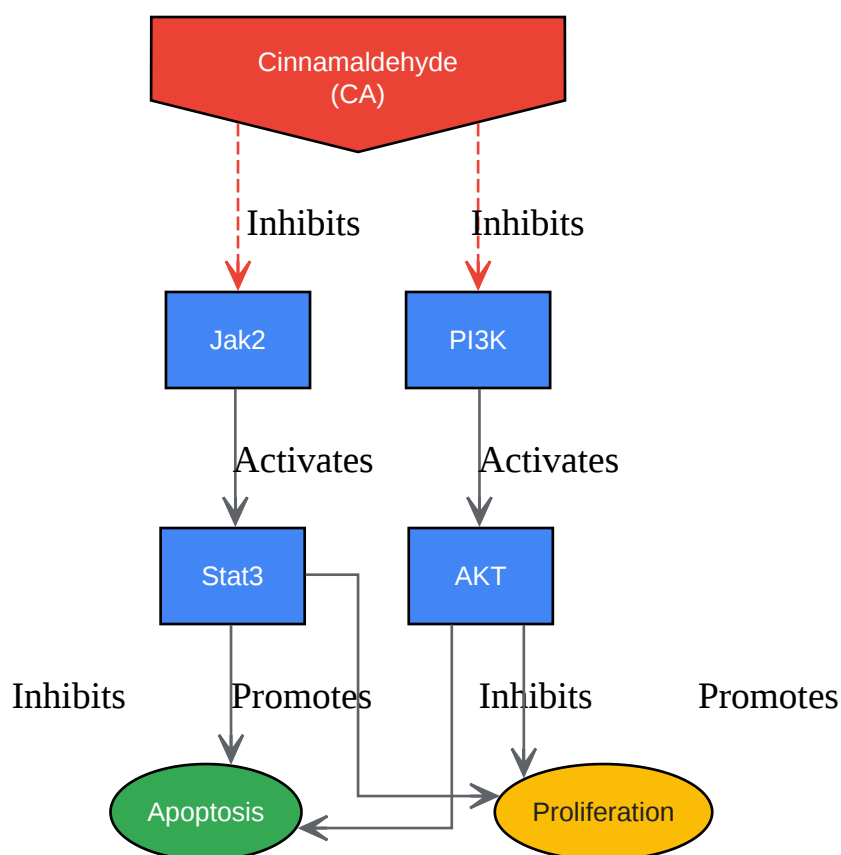 Cinnamaldehyde
(CA)
Inhibits
Inhibits
Jak2
PI3K
Activates
Activates
Stat3
AKT
Inhibits
Promotes
Inhibits
Promotes
Apoptosis
Proliferation